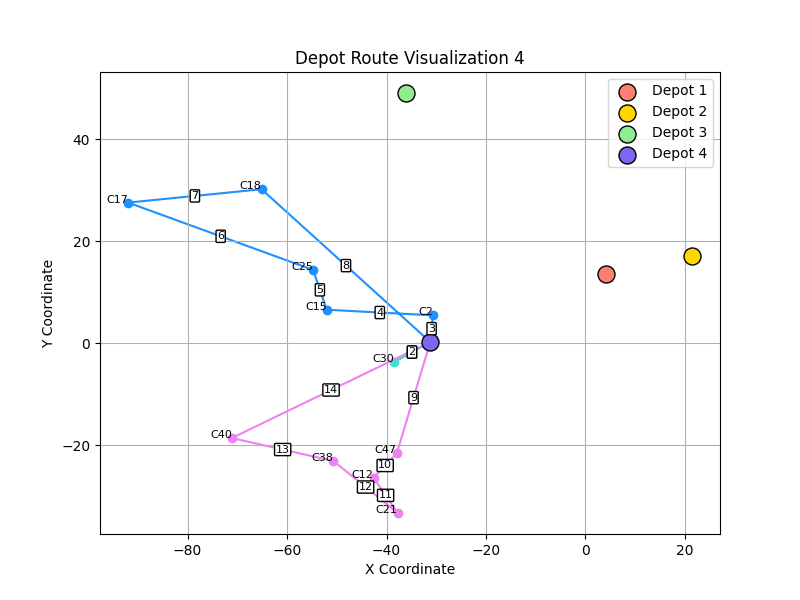 Depot Route Visualization 4
Depot 1
Depot 2
Depot 3
Depot 4
Y Coordinate
40
20
0
−20
C17
7
C18
6
8
C25
5
C15
4
C2
3
2
C30
14
9
C40
13
C38
C47
10
C12
12
11
C21
−80
−60
−40
−20
0
20
X Coordinate